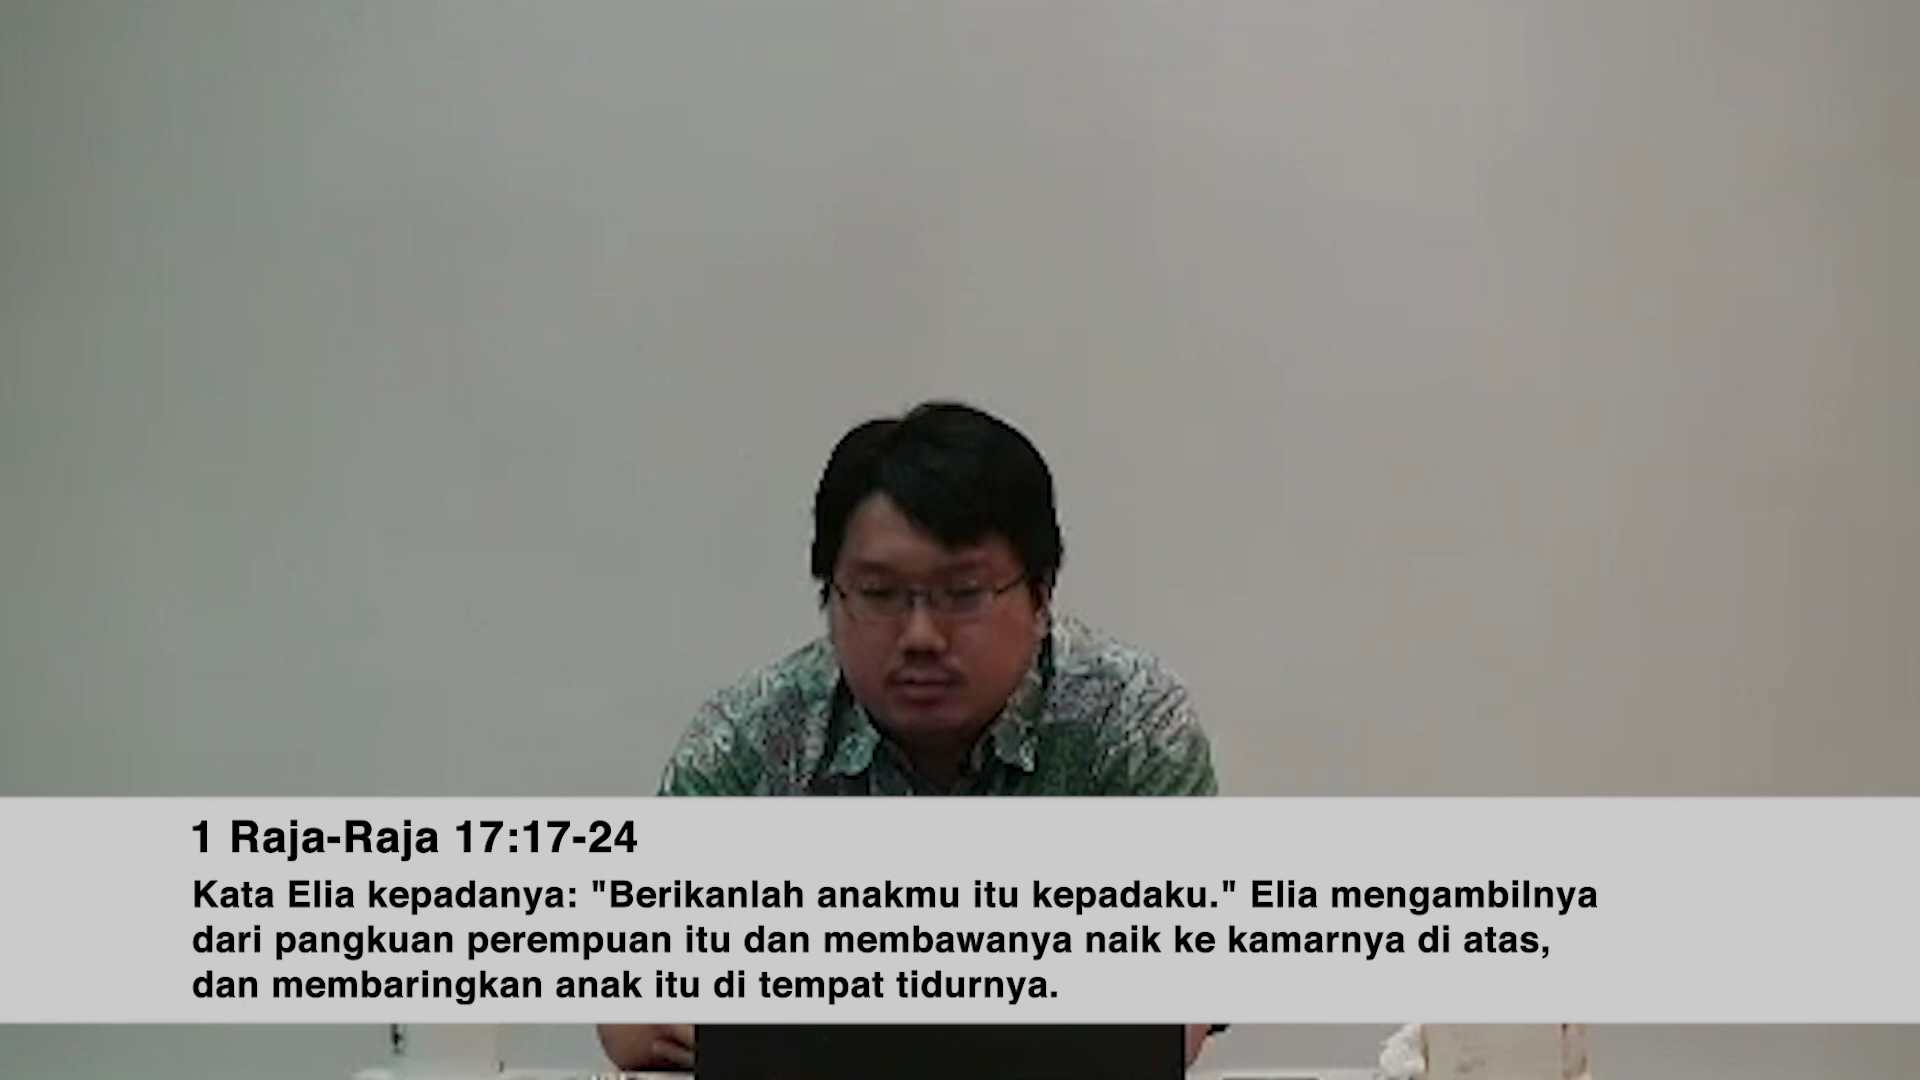 1 Raja-Raja 17:17-24
Kata Elia kepadanya: "Berikanlah anakmu itu kepadaku." Elia mengambilnya
dari pangkuan perempuan itu dan membawanya naik ke kamarnya di atas,
dan membaringkan anak itu di tempat tidurnya.